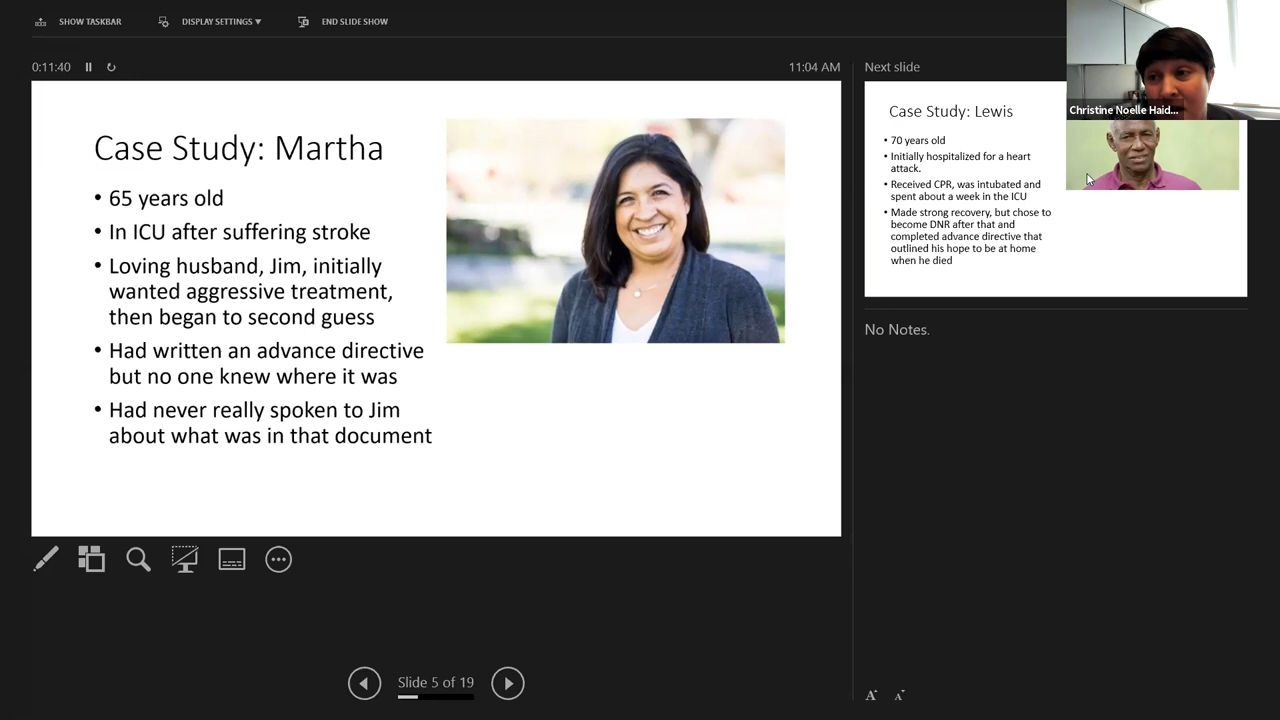 SHOW TASKBAR
DISPLAY SETTINGS ▼
END SLIDE SHOW
0:11:40
11:04 AM
Case Study: Martha
• 65 years old
• In ICU after suffering stroke
• Loving husband, Jim, initially
wanted aggressive treatment,
then began to second guess
• Had written an advance directive
but no one knew where it was
• Had never really spoken to Jim
about what was in that document
Slide 5 of 19
Next slide
Christine Noelle Haid...
Case Study: Lewis
• 70 years old
• Initially hospitalized for a heart
attack.
• Received CPR, was intubated and
spent about a week in the ICU
• Made strong recovery, but chose to
become DNR after that and
completed advance directive that
outlined his hope to be at home
when he died
No Notes.
A A